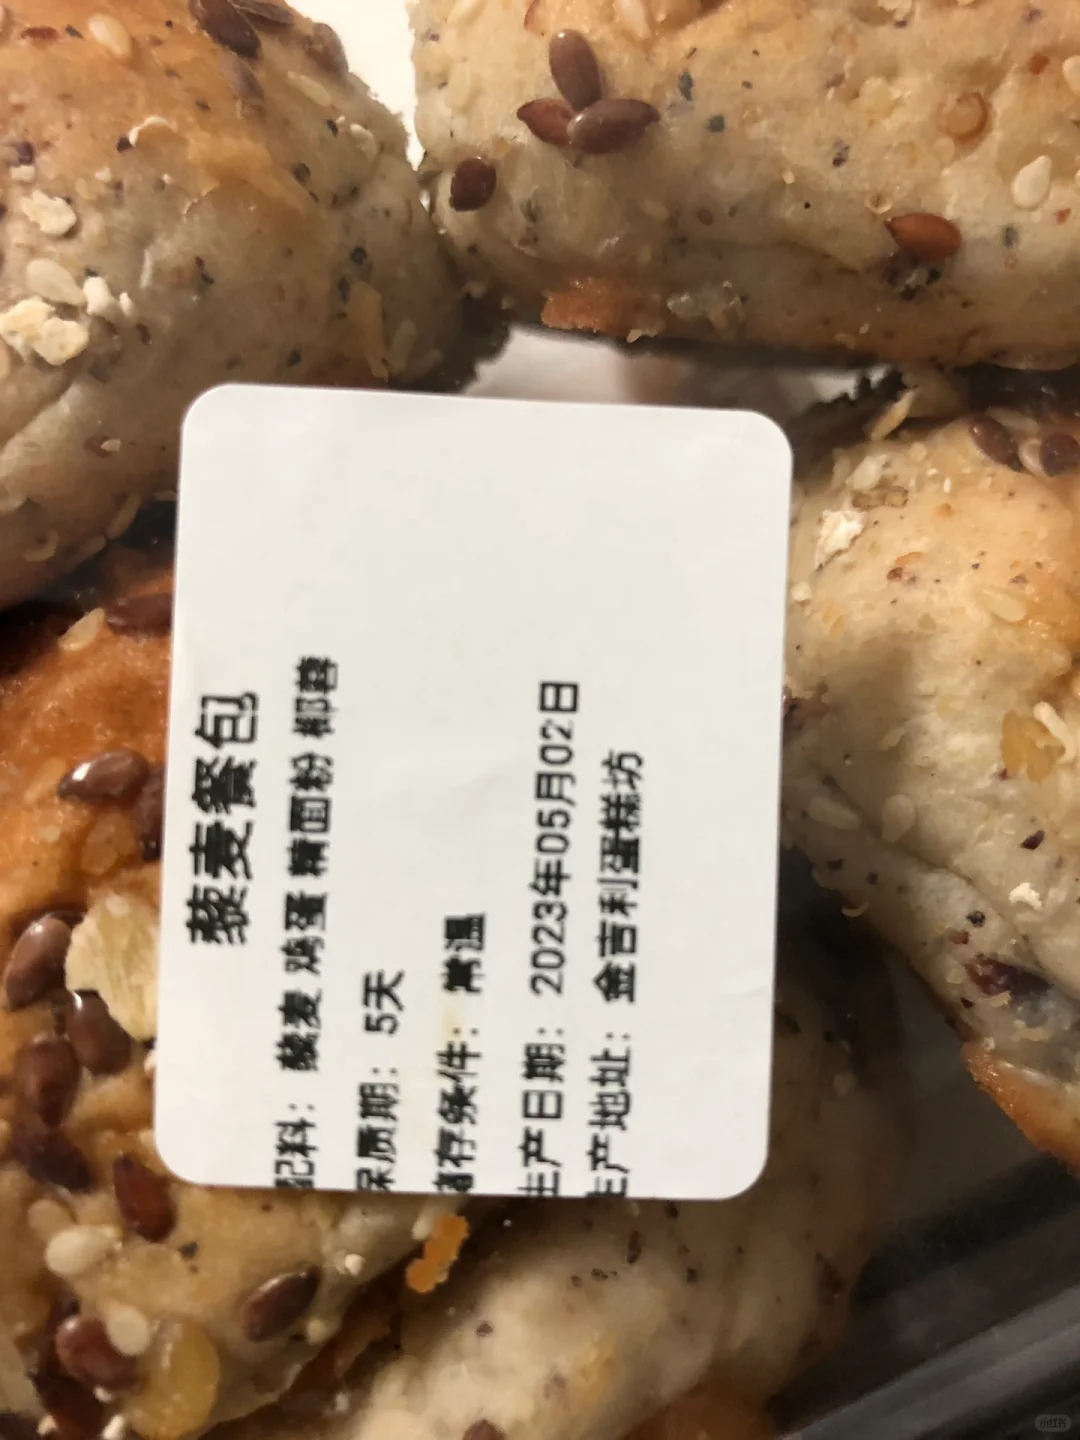 藜麦餐包
配料： 藜麦 鸡蛋 精面粉 椰蓉
保质期： 5天
储存条件： 常温
生产日期： 2023年05月02日
生产地址： 金吉利蛋糕坊